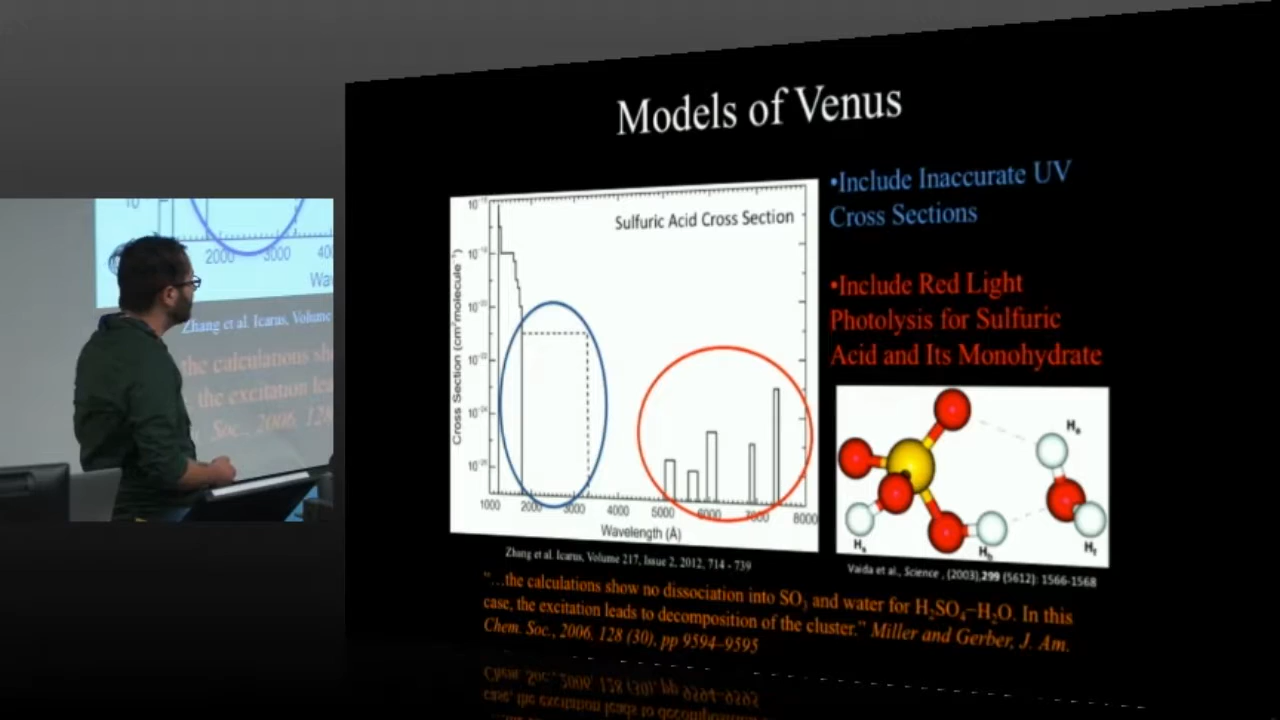 Models of Venus
•Include Inaccurate UV
Cross Sections
•Include Red Light
Photolysis for Sulfuric
Acid and Its Monohydrate
Sulfuric Acid Cross Section
Cross Section (cm² molecule⁻¹)
1000 2000 3000 4000 5000 6000 7000 8000
Wavelength (Å)
Zhang et al. Icarus, Volume 217, Issue 2, 2012, 714 - 739
Hₐ
H
H_b
H_f
Vaida et al., Science , (2003),299 (5612): 1566-1568
"…the calculations show no dissociation into SO₃ and water for H₂SO₄–H₂O. In this
case, the excitation leads to decomposition of the cluster." Miller and Gerber, J. Am.
Chem. Soc., 2006, 128 (30), pp 9594–9595
2000 3000
Zhang et al. Icarus, Volume
the calculations
the excitation
Soc., 2006, 128